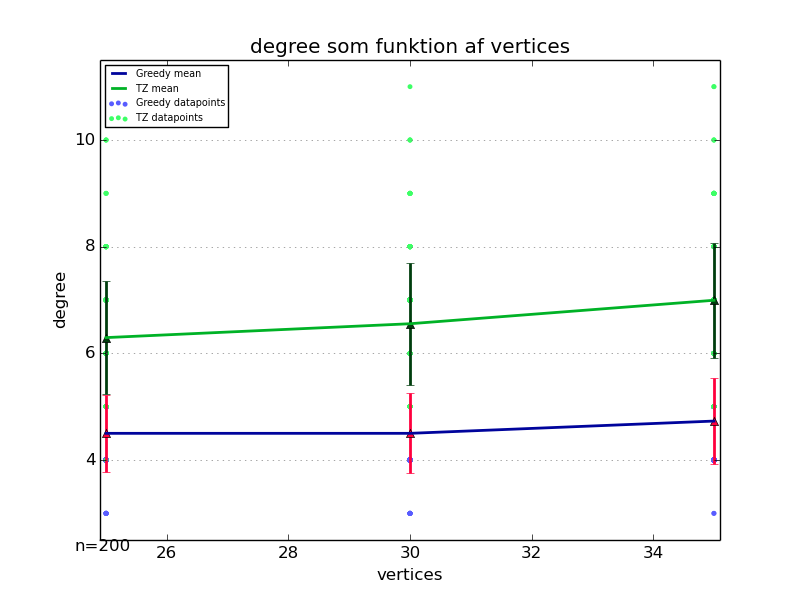 degree som funktion af vertices
Greedy mean
TZ mean
Greedy datapoints
TZ datapoints
10
8
6
4
degree
n=200
26
28
30
32
34
vertices